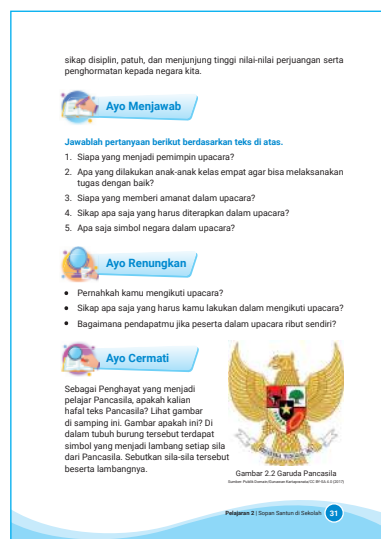 sikap disiplin, patuh, dan menjunjung tinggi nilai-nilai perjuangan serta
penghormatan kepada negara kita.
Ayo Menjawab
Jawablah pertanyaan berikut berdasarkan teks di atas.
1. Siapa yang menjadi pemimpin upacara?
2. Apa yang dilakukan anak-anak kelas empat agar bisa melaksanakan
tugas dengan baik?
3. Siapa yang memberi amanat dalam upacara?
4. Sikap apa saja yang harus diterapkan dalam upacara?
5. Apa saja simbol negara dalam upacara?
Ayo Renungkan
• Pernahkah kamu mengikuti upacara?
• Sikap apa saja yang harus kamu lakukan dalam mengikuti upacara?
• Bagaimana pendapatmu jika peserta dalam upacara ribut sendiri?
Ayo Cermati
Sebagai Penghayat yang menjadi
pelajar Pancasila, apakah kalian
hafal teks Pancasila? Lihat gambar
di samping ini. Gambar apakah ini? Di
dalam tubuh burung tersebut terdapat
simbol yang menjadi lambang setiap sila
dari Pancasila. Sebutkan sila-sila tersebut
beserta lambangnya.
Gambar 2.2 Garuda Pancasila
Pelajaran 2 | Sopan Santun di Sekolah 31